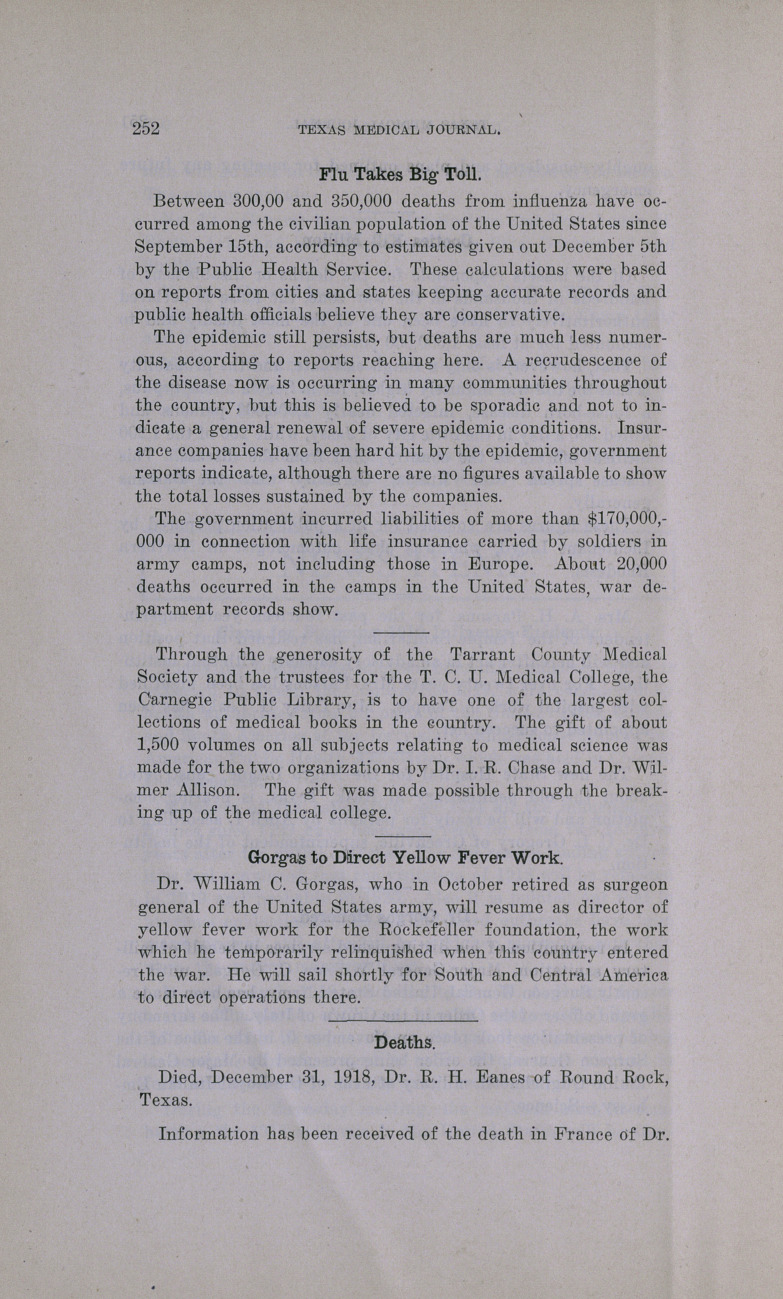 252 TEXAS MEDICAL JOURNAL.
Flu Takes Big Toll.
Between 300,00 and 350,000 deaths from influenza have oc-
curred among the civilian population of the United States since
September 15th, according to estimates given out December 5th
by the Public Health Service. These calculations were based
on reports from cities and states keeping accurate records and
public health officials believe they are conservative.
The epidemic still persists, but deaths are much less numer-
ous, according to reports reaching here. A recrudescence of
the disease now is occurring in many communities throughout
the country, but this is believed to be sporadic and not to in-
dicate a general renewal of severe epidemic conditions. Insur-
ance companies have been hard hit by the epidemic, government
reports indicate, although there are no figures available to show
the total losses sustained by the companies.
The government incurred liabilities of more than $170,000,-
000 in connection with life insurance carried by soldiers in
army camps, not including those in Europe. About 20,000
deaths occurred in the camps in the United States, war de-
partment records show.
Through the generosity of the Tarrant County Medical
Society and the trustees for the T. C. U. Medical College, the
Carnegie Public Library, is to have one of the largest col-
lections of medical books in the country. The gift of about
1,500 volumes on all subjects relating to medical science was
made for the two organizations by Dr. I. R. Chase and Dr. Wil-
mer Allison. The gift was made possible through the break-
ing up of the medical college.
Gorgas to Direct Yellow Fever Work.
Dr. William C. Gorgas, who in October retired as surgeon
general of the United States army, will resume as director of
yellow fever work for the Rockefeller foundation, the work
which he temporarily relinquished when this country entered
the war. He will sail shortly for South and Central America
to direct operations there.
Deaths.
Died, December 31, 1918, Dr. R. H. Eanes of Round Rock,
Texas.
Information has been received of the death in France of Dr.